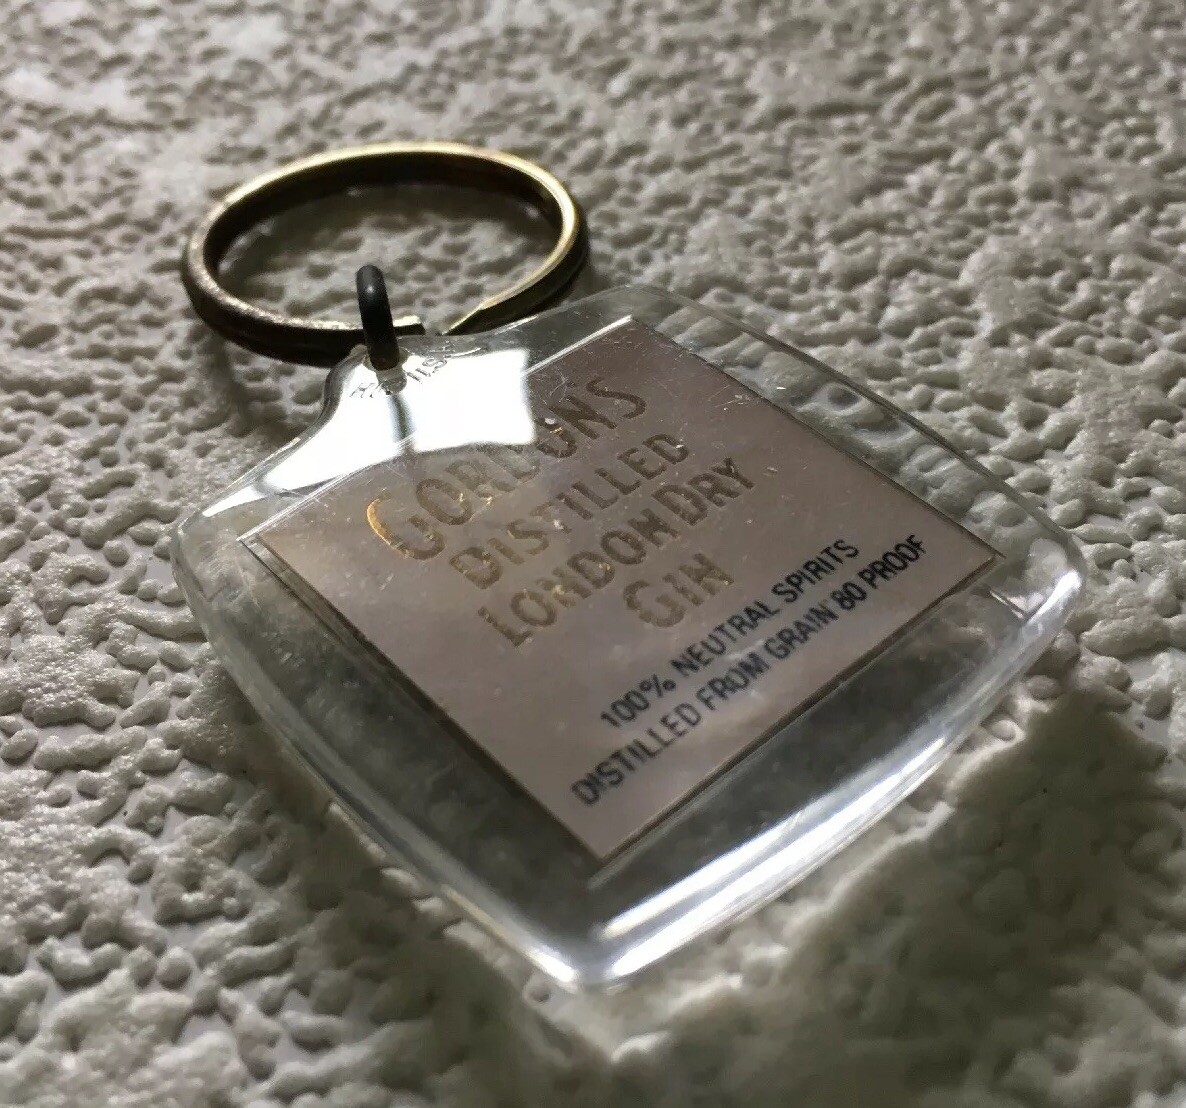 GORDON'S
DISTILLED
LONDON DRY
GIN
100% NEUTRAL SPIRITS
DISTILLED FROM GRAIN 80 PROOF